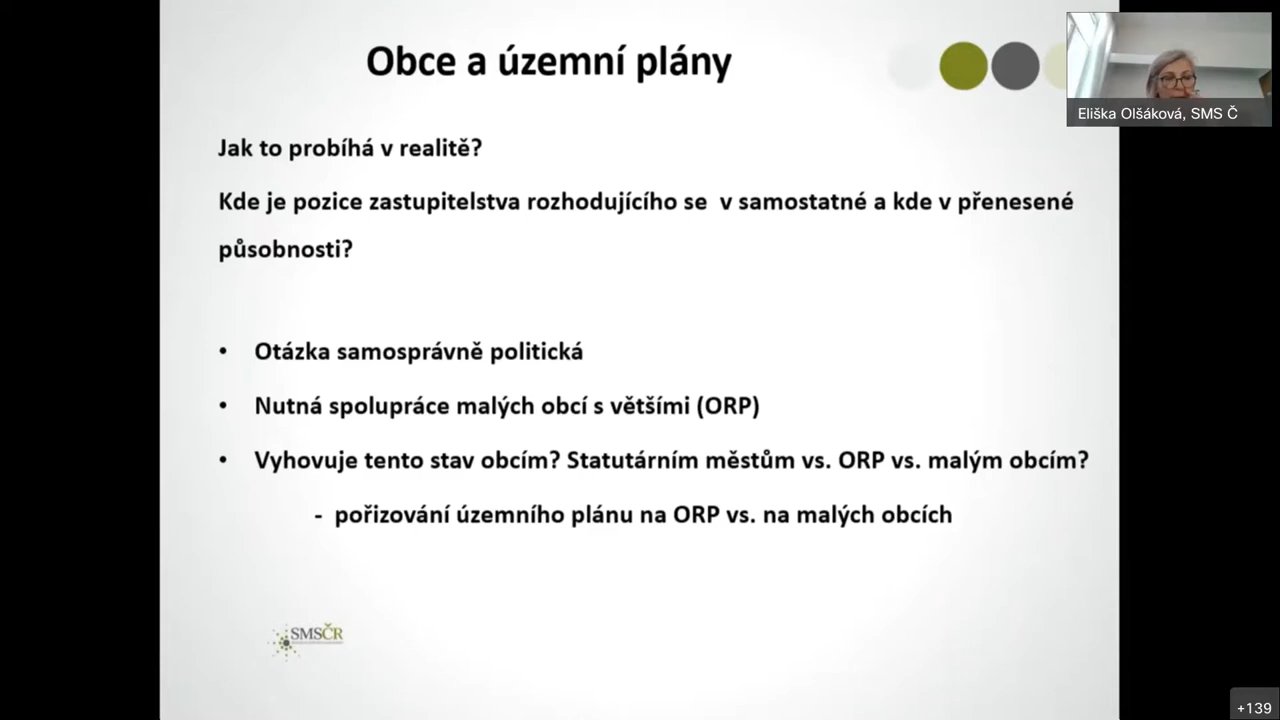 Obce a územní plány
Eliška Olšáková, SMS Č
Jak to probíhá v realitě?
Kde je pozice zastupitelstva rozhodujícího se v samostatné a kde v přenesené
působnosti?
• Otázka samosprávně politická
• Nutná spolupráce malých obcí s většími (ORP)
• Vyhovuje tento stav obcím? Statutárním městům vs. ORP vs. malým obcím?
- pořizování územního plánu na ORP vs. na malých obcích
SMSČR
+139